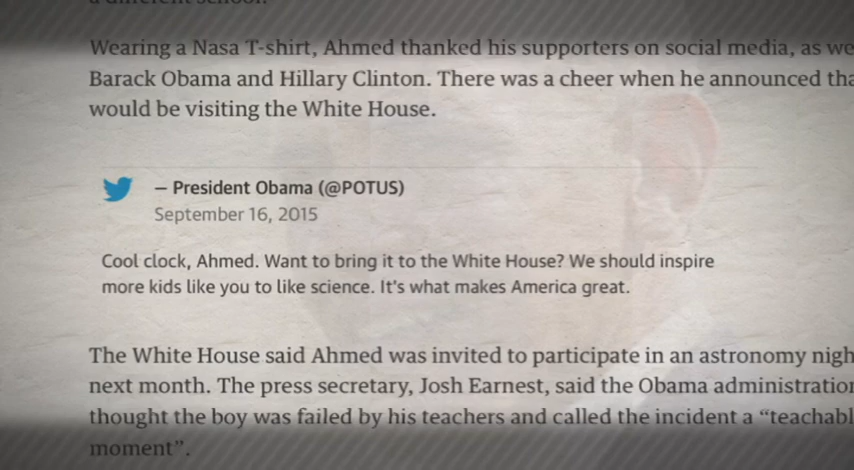 a different school.
Wearing a Nasa T-shirt, Ahmed thanked his supporters on social media, as we
Barack Obama and Hillary Clinton. There was a cheer when he announced tha
would be visiting the White House.
– President Obama (@POTUS)
September 16, 2015
Cool clock, Ahmed. Want to bring it to the White House? We should inspire
more kids like you to like science. It's what makes America great.
The White House said Ahmed was invited to participate in an astronomy nigh
next month. The press secretary, Josh Earnest, said the Obama administration
thought the boy was failed by his teachers and called the incident a “teachabl
moment”.